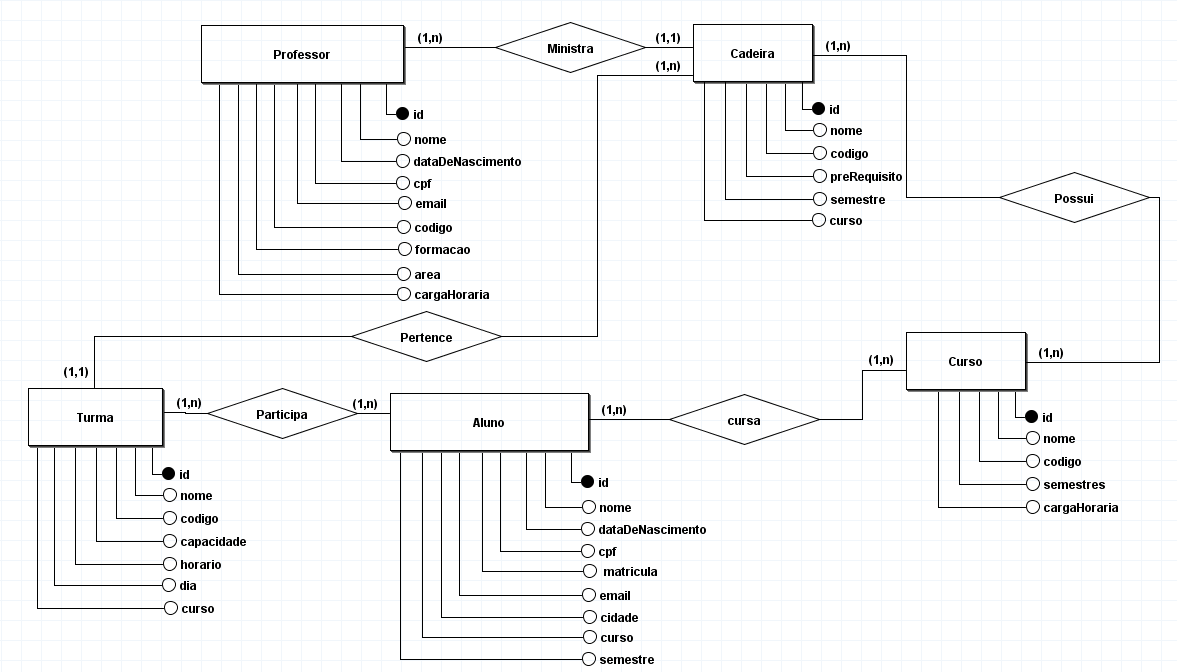 Professor
(1,n)
Ministra
(1,1)
Cadeira
(1,n)
(1,n)
id
nome
dataDeNascimento
cpf
email
codigo
formacao
area
cargaHoraria
id
nome
codigo
preRequisito
semestre
curso
Possui
Pertence
(1,1)
Turma
(1,n)
Participa
(1,n)
Aluno
(1,n)
cursa
(1,n)
Curso
(1,n)
id
nome
codigo
capacidade
horario
dia
curso
id
nome
dataDeNascimento
cpf
matricula
email
cidade
curso
semestre
id
nome
codigo
semestres
cargaHoraria